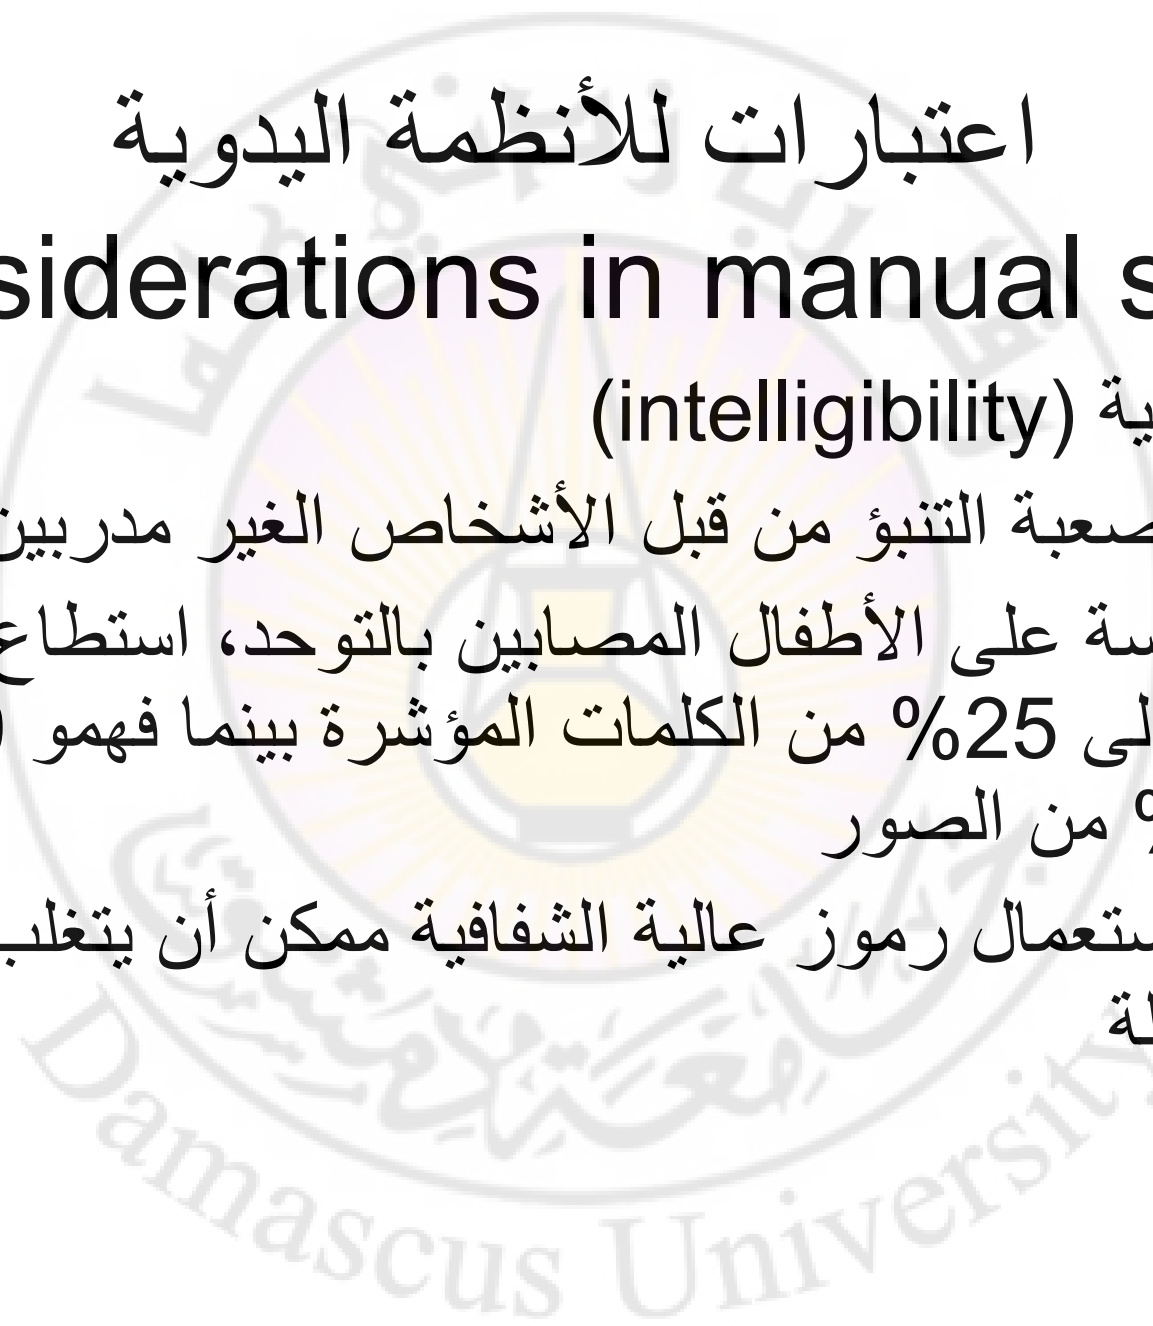 اعتبارات للأنظمة اليدوية
siderations in manual s
ية (intelligibility)
صعبة التنبؤ من قبل الأشخاص الغير مدربين
سة على الأطفال المصابين بالتوحد، استطاع
لى 25% من الكلمات المؤشرة بينما فهمو ا
% من الصور
ستعمال رموز عالية الشفافية ممكن أن يتغلب
لة
جامعة دمشق
Damascus University